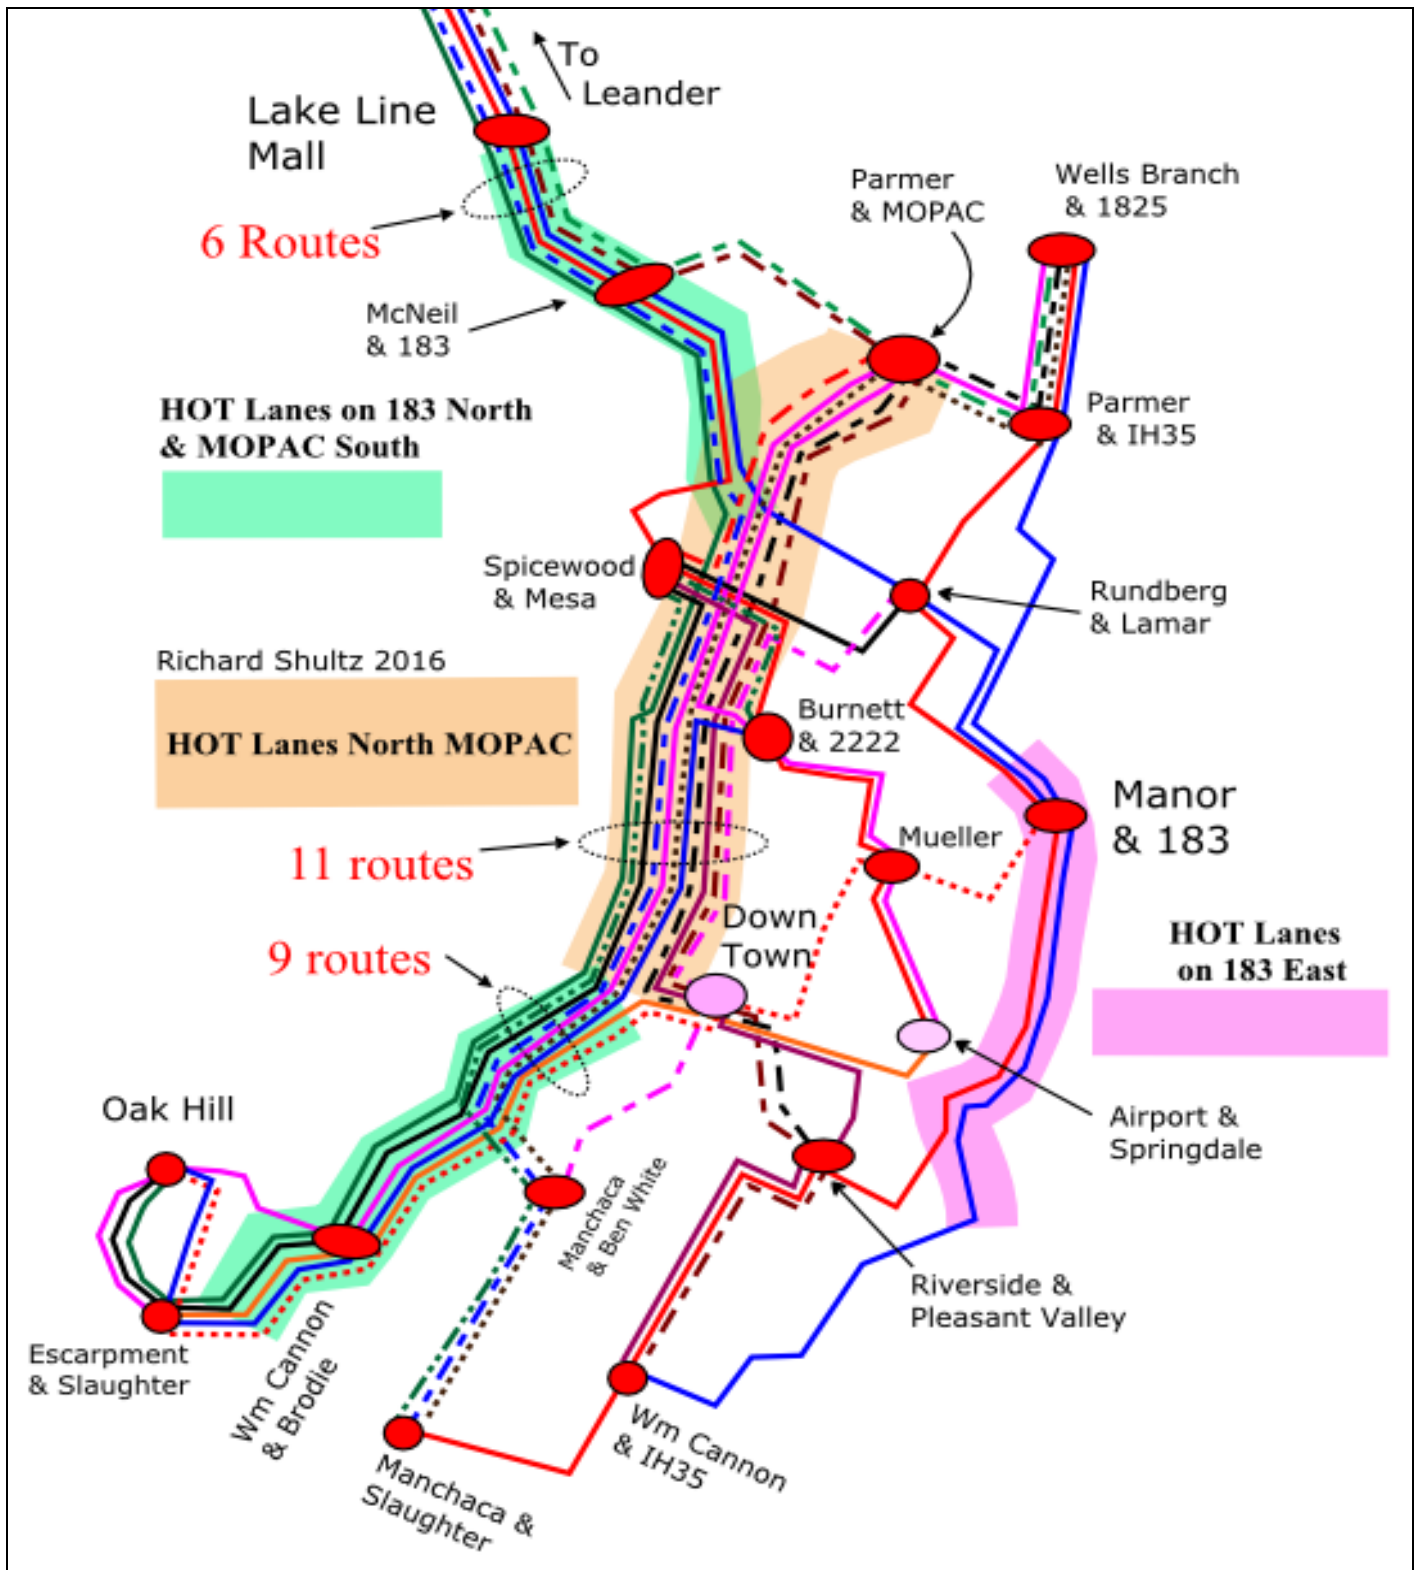 To
Leander
Lake Line
Mall
Parmer
& MOPAC
Wells Branch
& 1825
6 Routes
McNeil
& 183
HOT Lanes on 183 North
& MOPAC South
Parmer
& IH35
Spicewood
& Mesa
Rundberg
& Lamar
Richard Shultz 2016
HOT Lanes North MOPAC
Burnett
& 2222
Manor
& 183
Mueller
11 routes
Down
Town
9 routes
HOT Lanes
on 183 East
Oak Hill
Airport &
Springdale
Manchaca
& Ben White
Riverside &
Pleasant Valley
Escarpment
& Slaughter
Wm Cannon
& Brodie
Wm Cannon
& IH35
Manchaca &
Slaughter